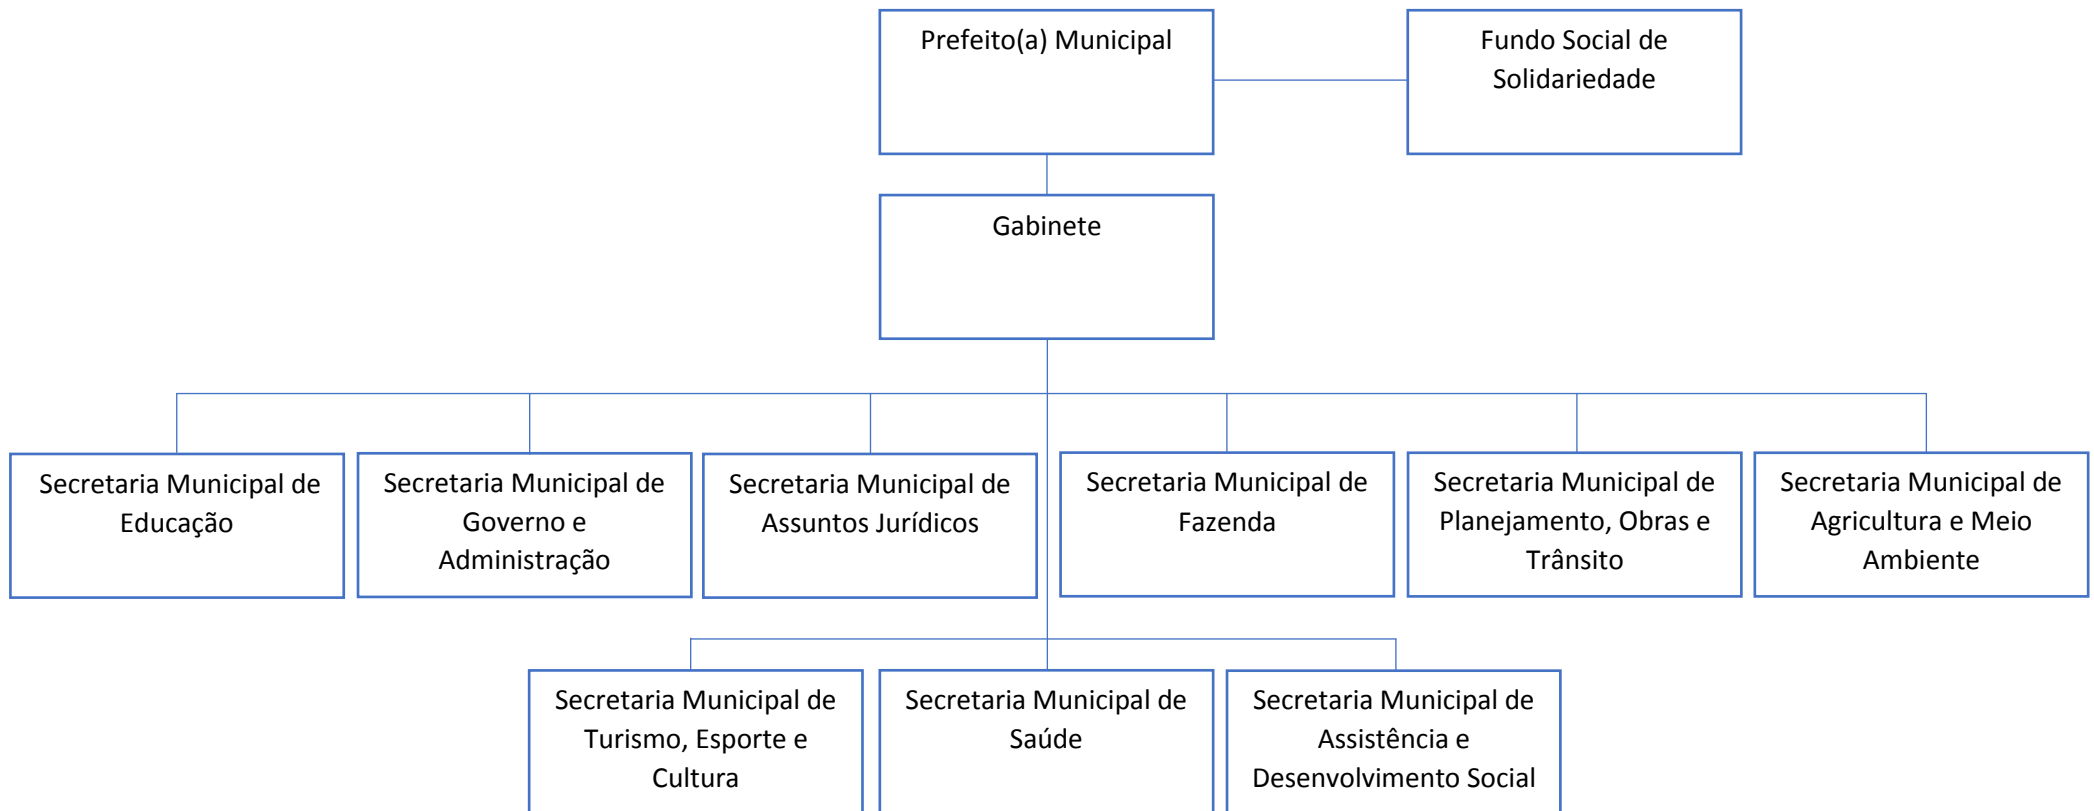 Prefeito(a) Municipal
Fundo Social de
Solidariedade
Gabinete
Secretaria Municipal de
Educação
Secretaria Municipal de
Governo e
Administração
Secretaria Municipal de
Assuntos Jurídicos
Secretaria Municipal de
Fazenda
Secretaria Municipal de
Planejamento, Obras e
Trânsito
Secretaria Municipal de
Agricultura e Meio
Ambiente
Secretaria Municipal de
Turismo, Esporte e
Cultura
Secretaria Municipal de
Saúde
Secretaria Municipal de
Assistência e
Desenvolvimento Social